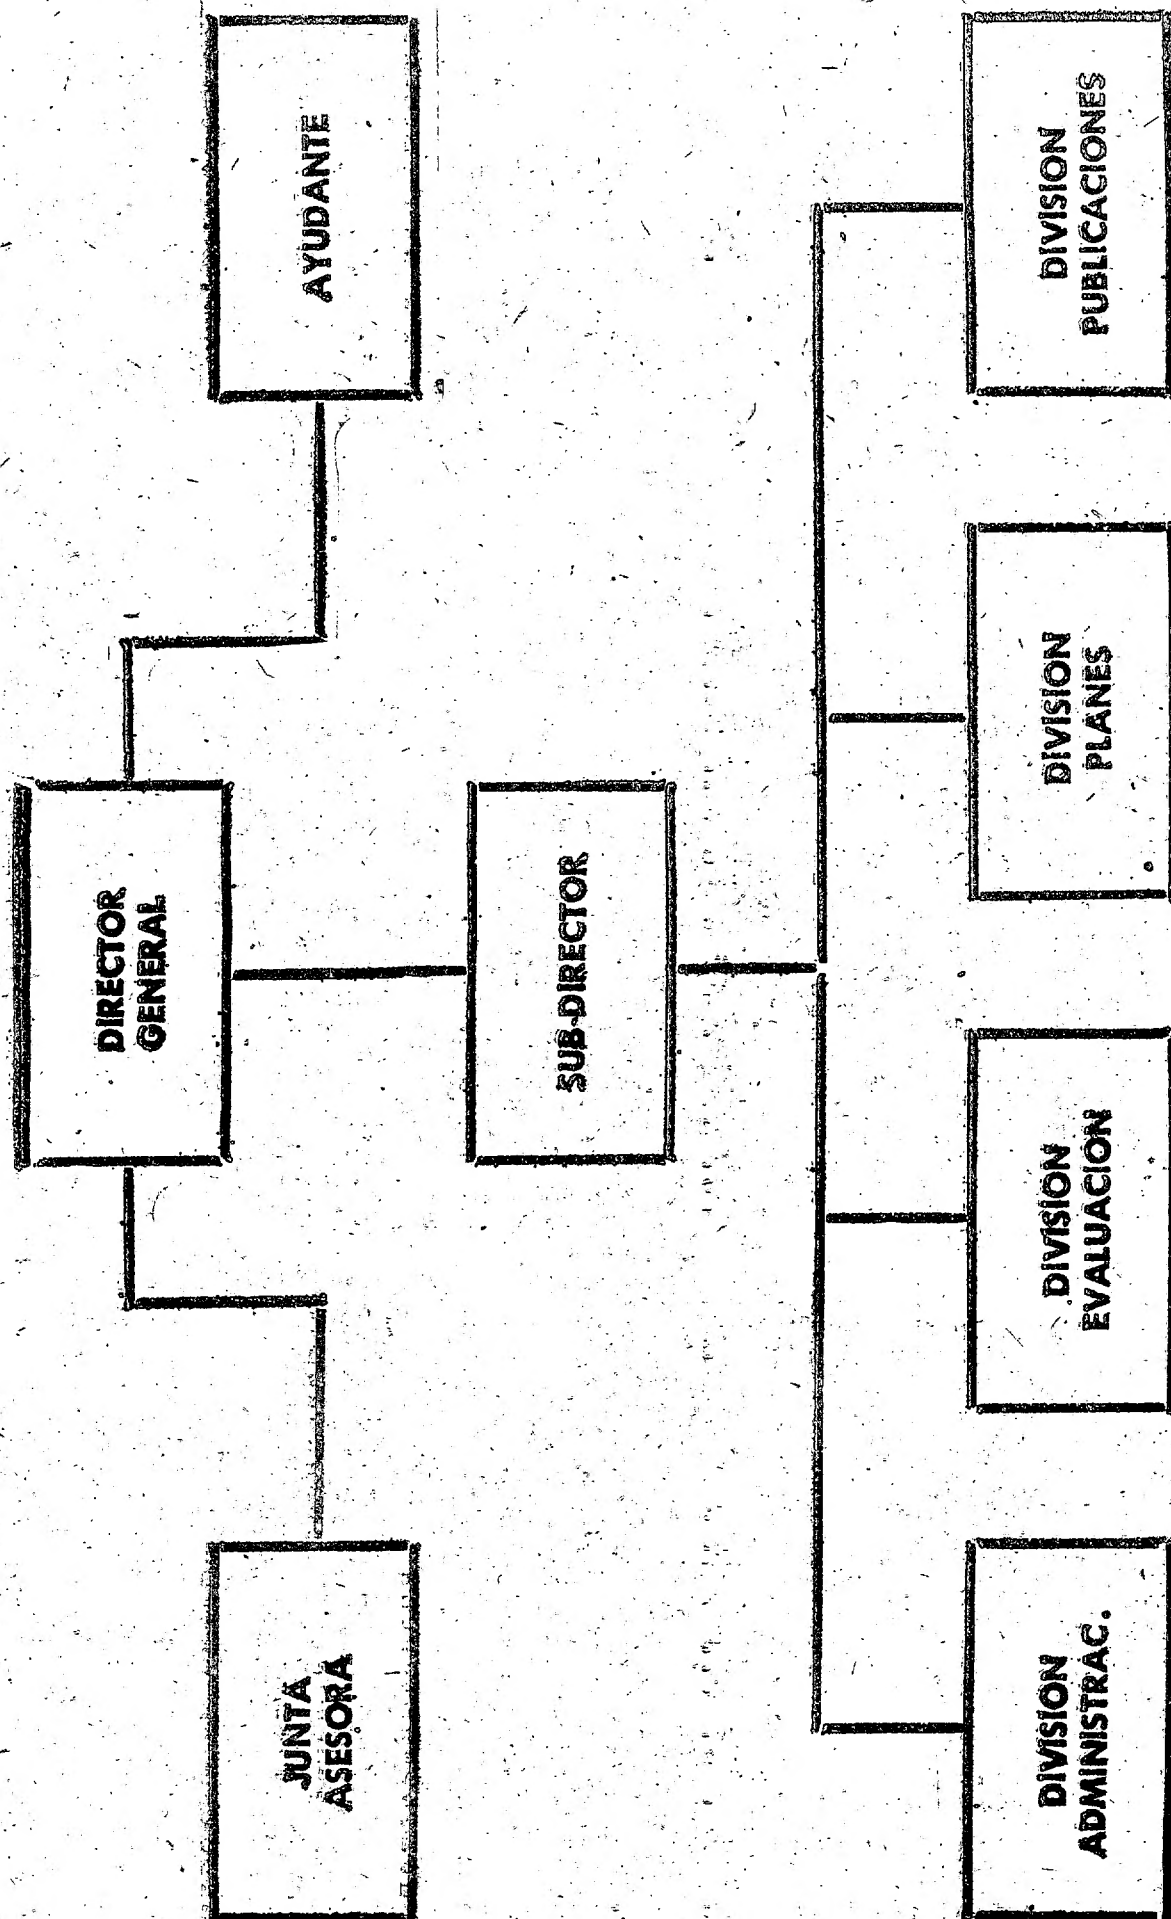 DIRECTOR
GENERAL
JUNTA
ASESORA
AYUDANTE
SUB-DIRECTOR
DIVISION
ADMINISTRAC.
DIVISION
EVALUACION
DIVISION
PLANES
DIVISION
PUBLICACIONES